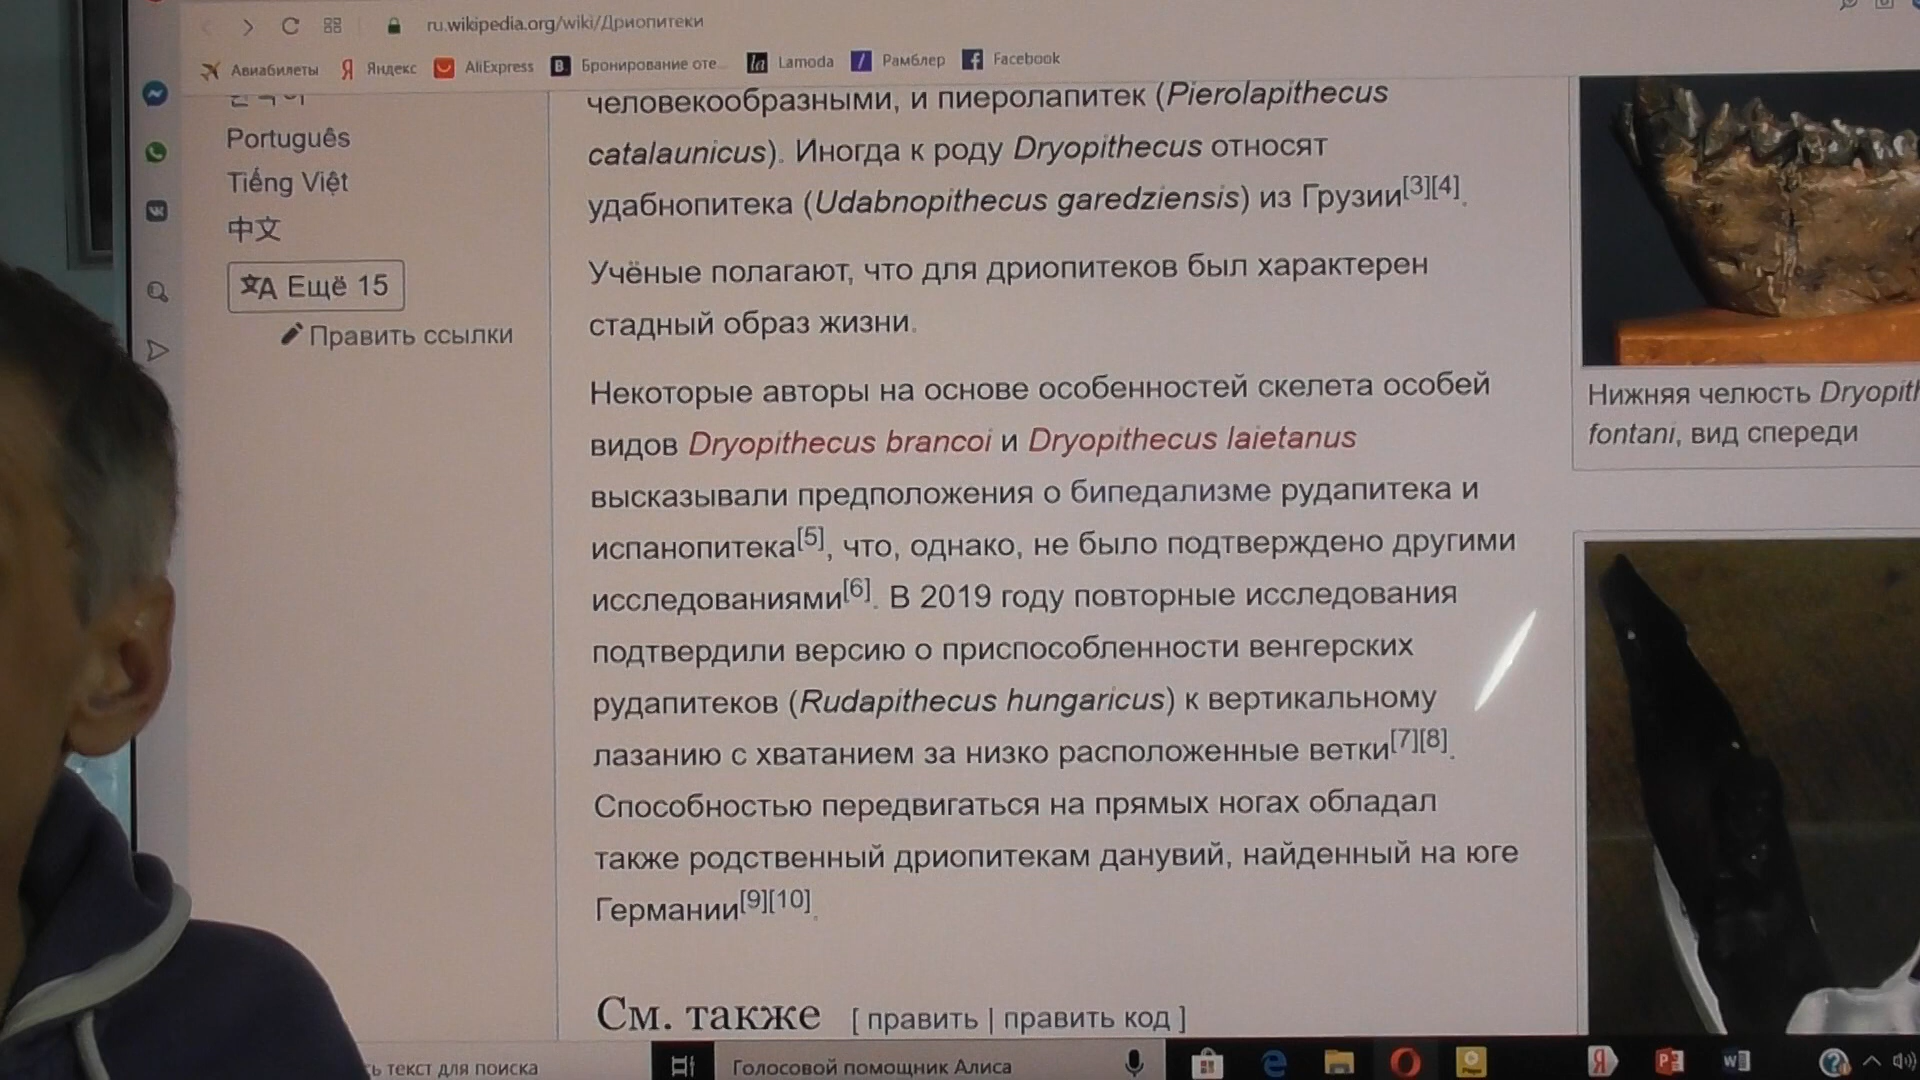 ru.wikipedia.org/wiki//Дриопитеки
Авиабилеты Яндекс AliExpress Бронирование оте Lamoda Рамблер Facebook
Português
Tiếng Việt
中文
Ещё 15
Править ссылки
человекообразными, и пиеролапитек (Pierolapithecus
catalaunicus). Иногда к роду Dryopithecus относят
удабнопитека (Udabnopithecus garedziensis) из Грузии[3][4].
Учёные полагают, что для дриопитеков был характерен
стадный образ жизни.
Некоторые авторы на основе особенностей скелета особей
видов Dryopithecus brancoi и Dryopithecus laietanus
высказывали предположения о бипедализме рудапитека и
испанопитека[5], что, однако, не было подтверждено другими
исследованиями[6]. В 2019 году повторные исследования
подтвердили версию о приспособленности венгерских
рудапитеков (Rudapithecus hungaricus) к вертикальному
лазанию с хватанием за низко расположенные ветки[7][8].
Способностью передвигаться на прямых ногах обладал
также родственный дриопитекам данувий, найденный на юге
Германии[9][10].
См. также [ править | править код ]
Нижняя челюсть Dryopith
fontani, вид спереди
ь текст для поиска
Голосовой помощник Алиса